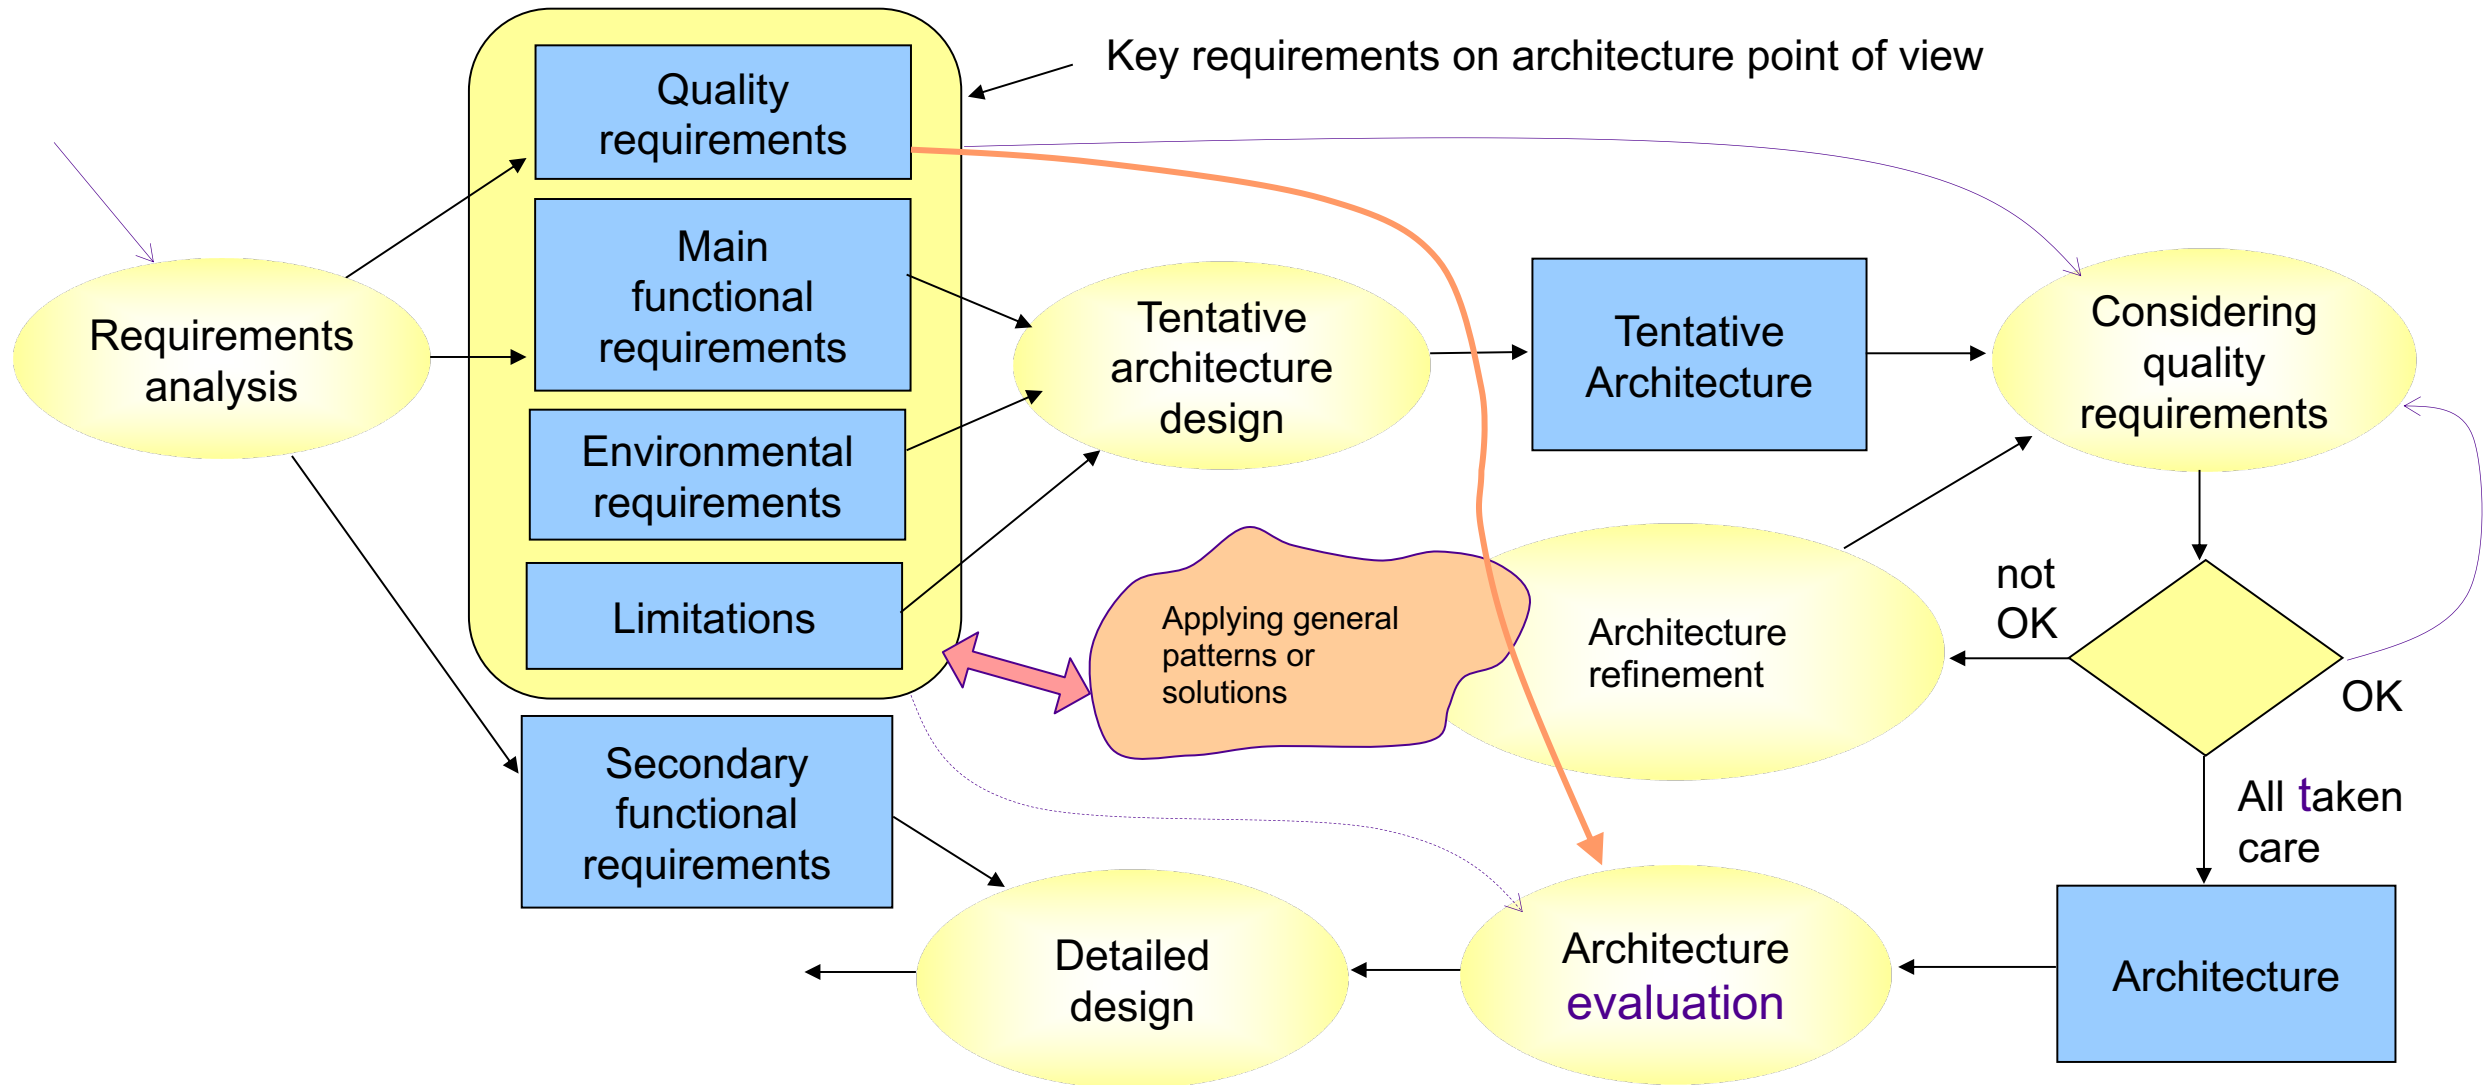 Key requirements on architecture point of view
Quality
requirements
Main
functional
requirements
Environmental
requirements
Limitations
Requirements
analysis
Tentative
architecture
design
Tentative
Architecture
Considering
quality
requirements
not
OK
OK
Applying general
patterns or
solutions
Architecture
refinement
All taken
care
Secondary
functional
requirements
Detailed
design
Architecture
evaluation
Architecture